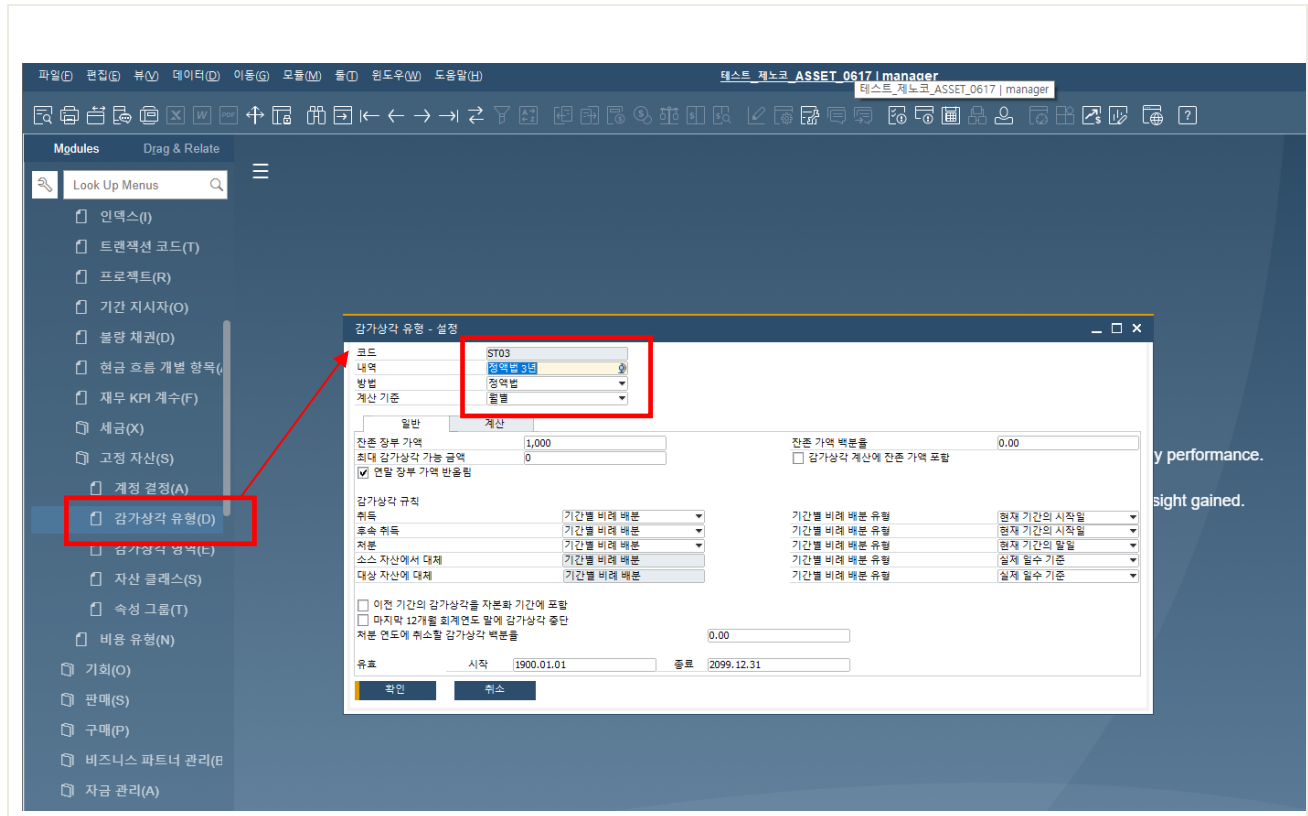 파일(F) 편집(E) 뷰(V) 데이터(D) 이동(G) 모듈(M) 툴(T) 윈도우(W) 도움말(H)
테스트_제노코_ASSET_0617 | manager
테스트_제노코_ASSET_0617 | manager
Modules Drag & Relate
Look Up Menus
인덱스(I)
트랜잭션 코드(T)
프로젝트(R)
기간 지시자(O)
불량 채권(D)
현금 흐름 개별 항목(
재무 KPI 계수(F)
세금(X)
고정 자산(S)
계정 결정(A)
감가상각 유형(D)
감가상각 영역(E)
자산 클래스(S)
속성 그룹(T)
비용 유형(N)
기회(O)
판매(S)
구매(P)
비즈니스 파트너 관리(B
자금 관리(A)
감가상각 유형 - 설정
코드 ST03
내역 정액법 3년
방법 정액법
계산 기준 월별
일반 계산
잔존 장부 가액 1,000 잔존 가액 백분율 0.00
최대 감가상각 가능 금액 0 감가상각 계산에 잔존 가액 포함
연말 장부 가액 반올림
감가상각 규칙
취득 기간별 비례 배분 기간별 비례 배분 유형 현재 기간의 시작일
후속 취득 기간별 비례 배분 기간별 비례 배분 유형 현재 기간의 시작일
처분 기간별 비례 배분 기간별 비례 배분 유형 현재 기간의 말일
소스 자산에서 대체 기간별 비례 배분 기간별 비례 배분 유형 실제 일수 기준
대상 자산에 대체 기간별 비례 배분 기간별 비례 배분 유형 실제 일수 기준
이전 기간의 감가상각을 자본화 기간에 포함
마지막 12개월 회계연도 말에 감가상각 중단
처분 연도에 취소할 감가상각 백분율 0.00
유효 시작 1900.01.01 종료 2099.12.31
확인 취소
y performance.
sight gained.